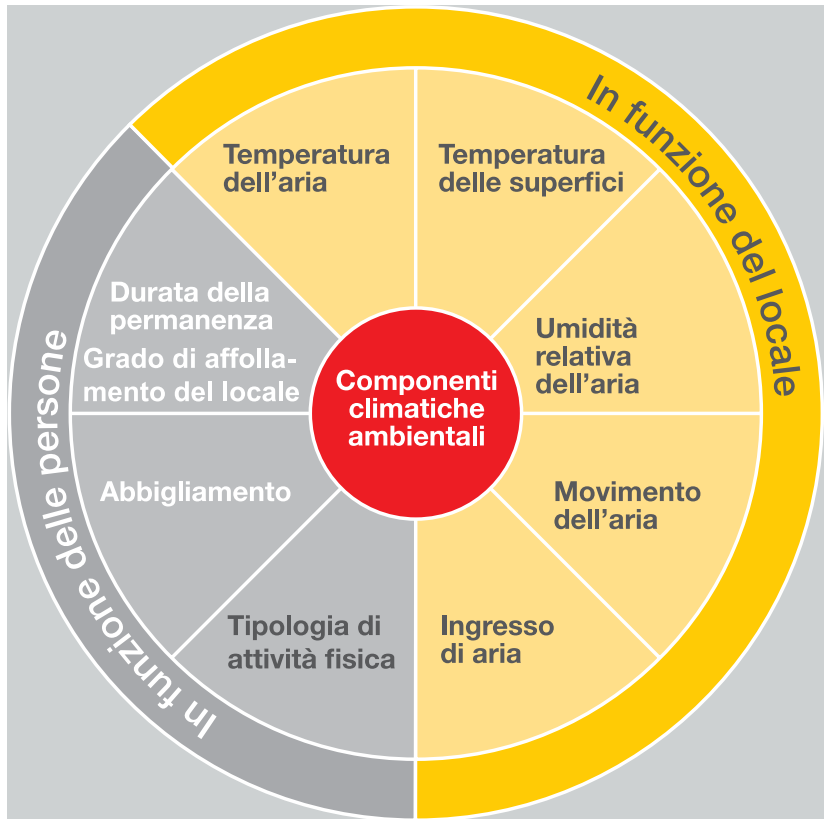 In funzione del locale
Temperatura
dell'aria
Temperatura
delle superfici
Umidità
relativa
dell'aria
Movimento
dell'aria
Ingresso
di aria
Tipologia di
attività fisica
Abbigliamento
Durata della
permanenza
Grado di affolla-
mento del locale
In funzione delle persone
Componenti
climatiche
ambientali